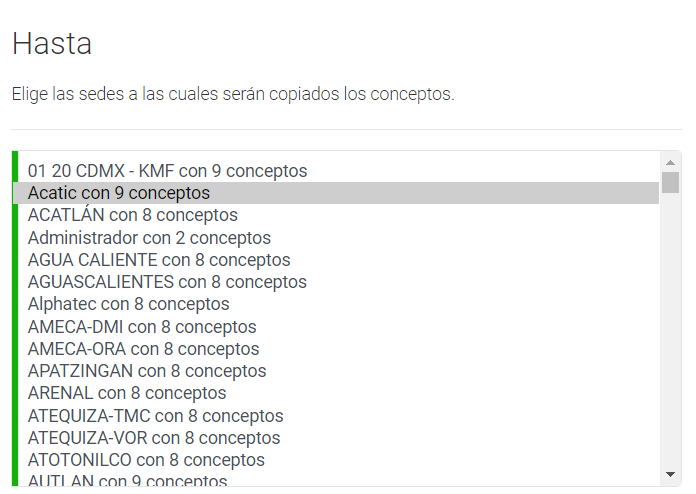 Hasta
Elige las sedes a las cuales serán copiados los conceptos.
01 20 CDMX - KMF con 9 conceptos
Acatic con 9 conceptos
ACATLÁN con 8 conceptos
Administrador con 2 conceptos
AGUA CALIENTE con 8 conceptos
AGUASCALIENTES con 8 conceptos
Alphatec con 8 conceptos
AMECA-DMI con 8 conceptos
AMECA-ORA con 8 conceptos
APATZINGAN con 8 conceptos
ARENAL con 8 conceptos
ATEQUIZA-TMC con 8 conceptos
ATEQUIZA-VOR con 8 conceptos
ATOTONILCO con 8 conceptos
AUTLAN con 9 conceptos